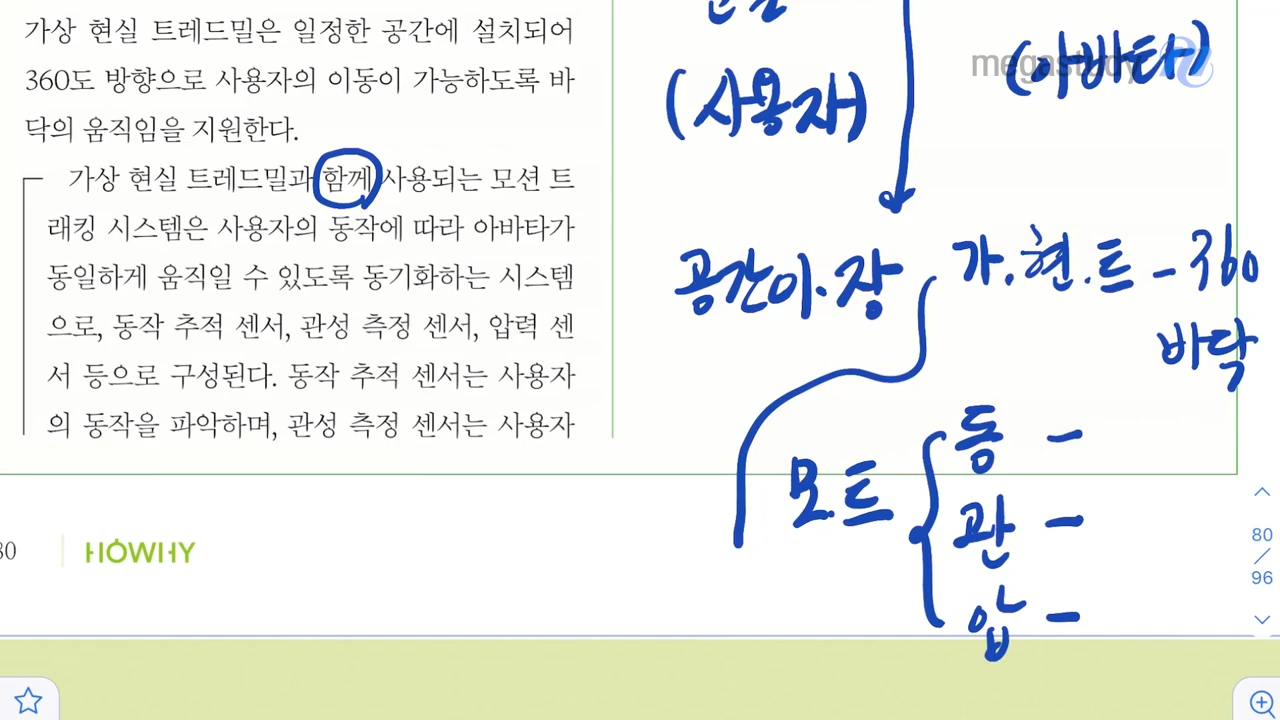 가상 현실 트레드밀은 일정한 공간에 설치되어
360도 방향으로 사용자의 이동이 가능하도록 바
닥의 움직임을 지원한다.
가상 현실 트레드밀과 함께 사용되는 모션 트
래킹 시스템은 사용자의 동작에 따라 아바타가
동일하게 움직일 수 있도록 동기화하는 시스템
으로, 동작 추적 센서, 관성 측정 센서, 압력 센
서 등으로 구성된다. 동작 추적 센서는 사용자
의 동작을 파악하며, 관성 측정 센서는 사용자
HOWHY
(사용자)
megastudy
(아바타)
공간이.장
가.현.트 - 360
바닥
모.트
동 -
관 -
압 -
80
/
96